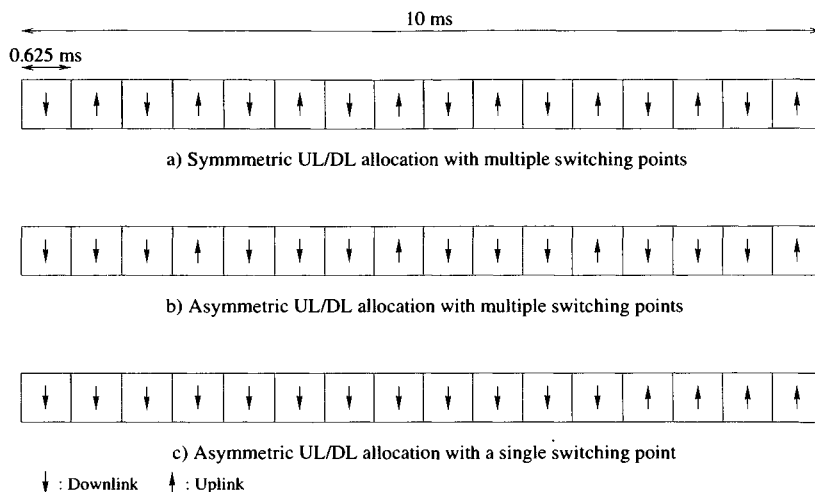 10 ms
0.625 ms
a) Symmmetric UL/DL allocation with multiple switching points
b) Asymmetric UL/DL allocation with multiple switching points
c) Asymmetric UL/DL allocation with a single switching point
: Downlink : Uplink